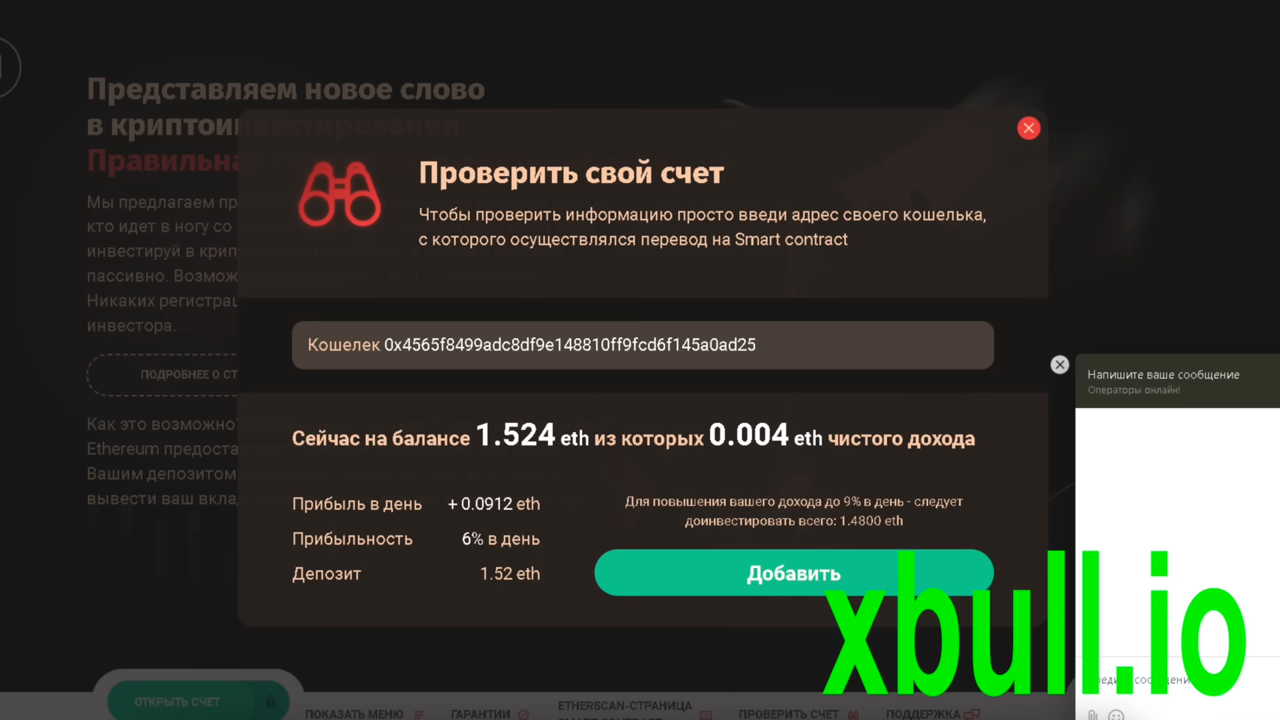 Представляем новое слово
в криптоинвестировании
Правильна
Мы предлагаем пр
кто идет в ногу со
инвестируй в крип
пассивно. Возмож
Никаких регистрац
инвестора.
ПОДРОБНЕЕ О СТ
Как это возможно?
Ethereum предоста
Вашим депозитом
вывести ваш вкла
Проверить свой счет
Чтобы проверить информацию просто введи адрес своего кошелька,
с которого осуществлялся перевод на Smart contract
Кошелек 0x4565f8499adc8df9e148810ff9fcd6f145a0ad25
Сейчас на балансе 1.524 eth из которых 0.004 eth чистого дохода
Прибыль в день + 0.0912 eth
Прибыльность 6% в день
Депозит 1.52 eth
Для повышения вашего дохода до 9% в день - следует
доинвестировать всего: 1.4800 eth
Добавить
Напишите ваше сообщение
Операторы онлайн!
xbull.io
ОТКРЫТЬ СЧЕТ
ПОКАЗАТЬ МЕНЮ
ГАРАНТИИ
ETHERSCAN-СТРАНИЦА
SMART CONTRACT
ПРОВЕРИТЬ СЧЕТ
ПОДДЕРЖКА